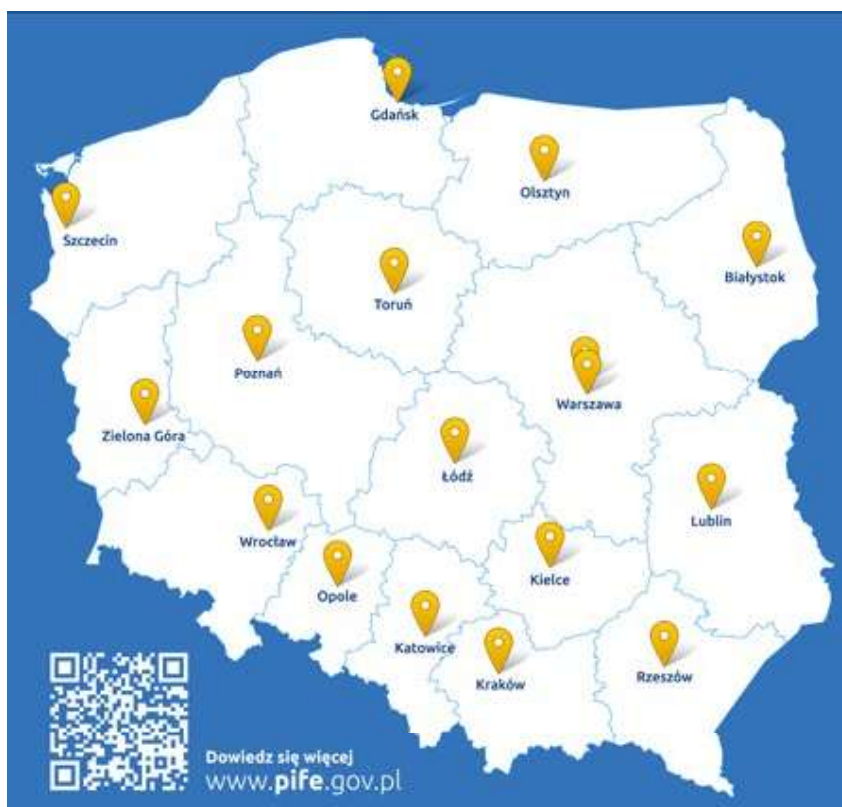 Gdańsk
Olsztyn
Szczecin
Białystok
Toruń
Poznań
Warszawa
Zielona Góra
Łódź
Lublin
Wrocław
Kielce
Opole
Katowice
Kraków
Rzeszów
Dowiedz się więcej
www.pife.gov.pl